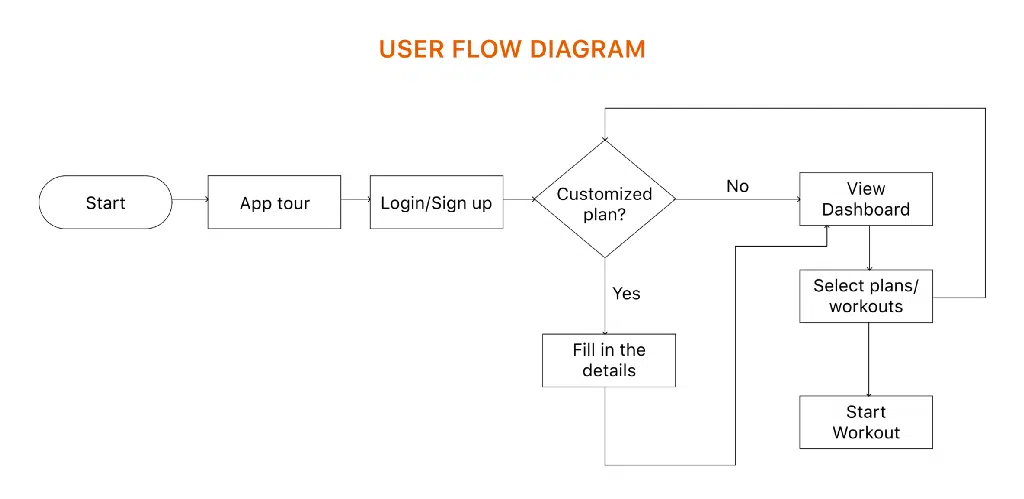 USER FLOW DIAGRAM
Start
App tour
Login/Sign up
Customized
plan?
No
View
Dashboard
Yes
Select plans/
workouts
Fill in the
details
Start
Workout